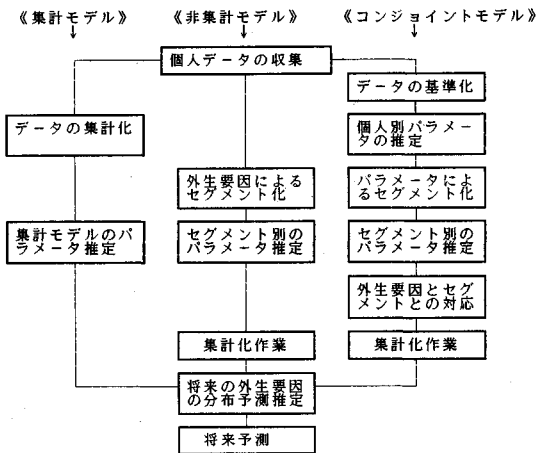 《集計モデル》
《非集計モデル》
《コンジョイントモデル》
↓
↓
↓
個人データの収集
データの基準化
データの集計化
個人別パラメー
タの推定
外生要因による
セグメント化
パラメータによ
るセグメント化
集計モデルのパ
ラメータ推定
セグメント別の
パラメータ推定
セグメント別の
パラメータ推定
外生要因とセグ
メントとの対応
集計化作業
集計化作業
将来の外生要因
の分布予測推定
将来予測